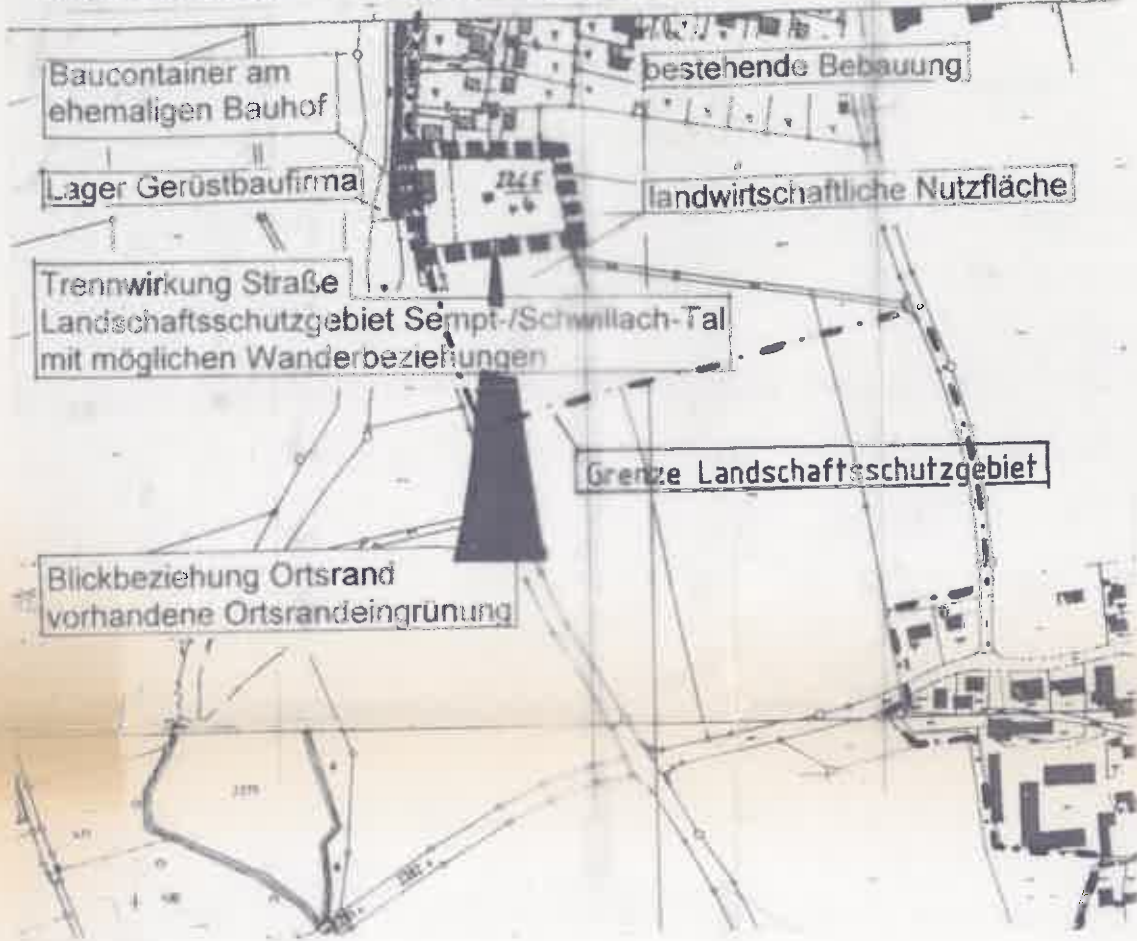 Baucontainer am
ehemaligen Bauhof
bestehende Bebauung
Lager Gerüstbaufirma
landwirtschaftliche Nutzfläche
Trennwirkung Straße
Landschaftsschutzgebiet Sempt-/Schwillach-Tal
mit möglichen Wanderbeziehungen
Grenze Landschaftsschutzgebiet
Blickbeziehung Ortsrand
vorhandene Ortsrandeingrünung